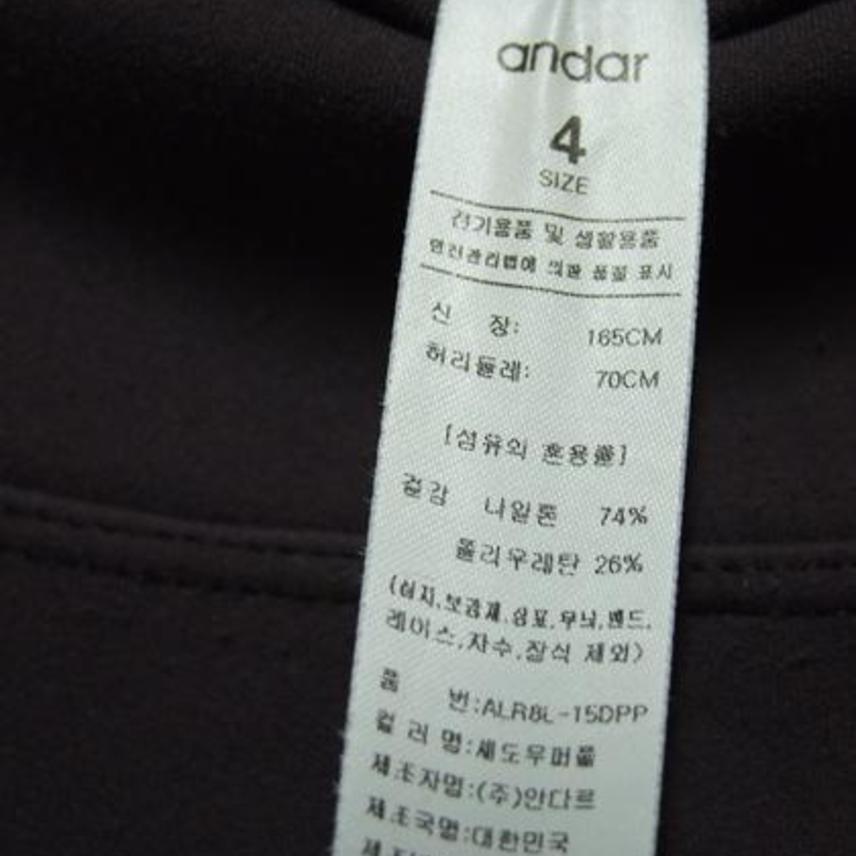 andar
4
SIZE
전기용품 및 생활용품
안전관리법에 의한 품질 표시
신 장: 165CM
허리둘레: 70CM
[섬유의 혼용률]
겉감 나일론 74%
폴리우레탄 26%
(심지,보강재,상표,무늬,밴드,
레이스,자수,장식 제외)
품 번:ALR8L-15DPP
컬 러 명:섀도우퍼플
제조자명:(주)안다르
제조국명:대한민국